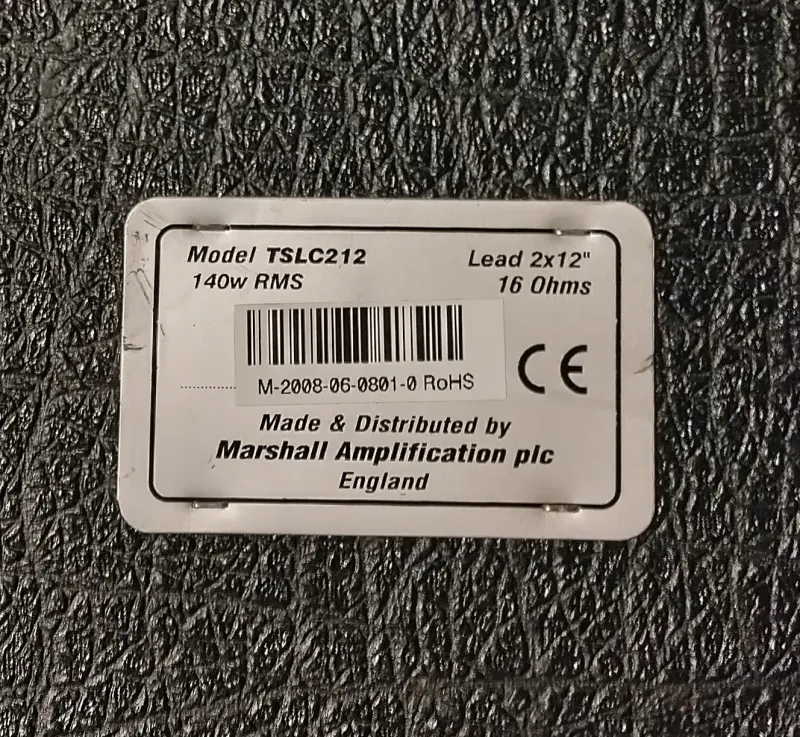 Model TSLC212 Lead 2x12"
140w RMS 16 Ohms
M-2008-06-0801-0 RoHS
CE
Made & Distributed by
Marshall Amplification plc
England